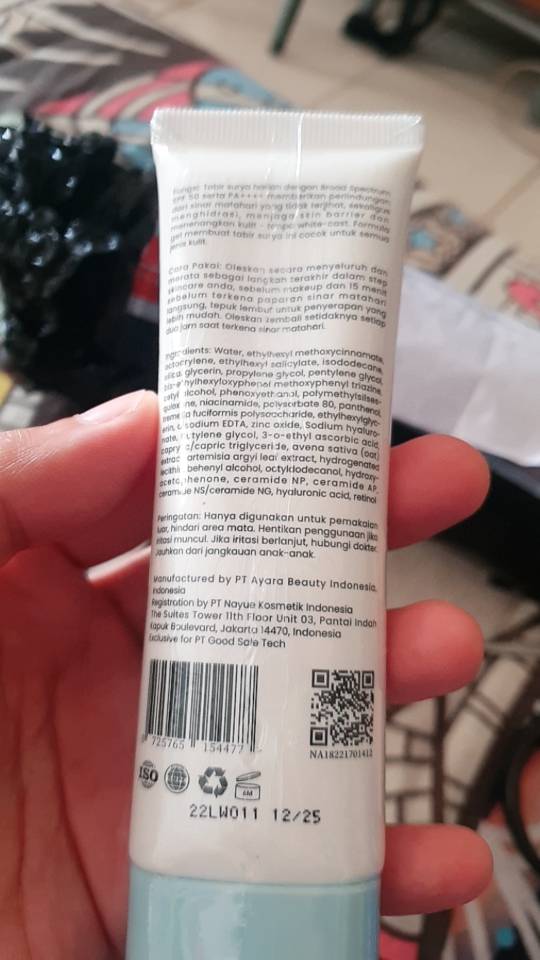 Fungsi: Tabir surya harian dengan Broad Spectrum
SPF 50 serta PA++++ memberikan perlindungan
dari sinar matahari yang tidak terlihat, sekaligus
menghidrasi, menjaga skin barrier dan
menenangkan kulit - tanpa white-cast. Formula
gel membuat tabir surya ini cocok untuk semua
jenis kulit.
Cara Pakai: Oleskan secara menyeluruh dan
merata sebagai langkah terakhir dalam step
skincare anda, sebelum makeup dan 15 menit
sebelum terkena paparan sinar matahari
langsung, tepuk lembut untuk penyerapan yang
lebih mudah. Oleskan kembali setidaknya setiap
dua jam saat terkena sinar matahari.
Ingredients: Water, ethylhexyl methoxycinnamate,
octocrylene, ethylhexyl salicylate, isododecane,
silica, glycerin, propylene glycol, pentylene glycol,
bis-ethylhexyloxyphenol methoxyphenyl triazine,
cetyl alcohol, phenoxyethanol, polymethylsilses-
quioxane, niacinamide, polysorbate 80, panthenol,
tremella fuciformis polysaccharide, ethylhexylglyc-
erin, disodium EDTA, zinc oxide, Sodium hyaluro-
nate, butylene glycol, 3-o-ethyl ascorbic acid,
caprylic/capric triglyceride, avena sativa (oat)
extract, artemisia argyi leaf extract, hydrogenated
lecithin, behenyl alcohol, octyldodecanol, hydroxy-
acetophenone, ceramide NP, ceramide AP,
ceramide NS/ceramide NG, hyaluronic acid, retinol
Peringatan: Hanya digunakan untuk pemakaian
luar, hindari area mata. Hentikan penggunaan jika
iritasi muncul. Jika iritasi berlanjut, hubungi dokter.
Jauhkan dari jangkauan anak-anak.
Manufactured by PT Ayara Beauty Indonesia,
Indonesia
Registration by PT Nayue Kosmetik Indonesia
The Suites Tower 11th Floor Unit 03, Pantai Indah
Kapuk Boulevard, Jakarta 14470, Indonesia
Exclusive for PT Good Sale Tech
725765 154477
NA18221701412
ISO
6M
22LW011 12/25